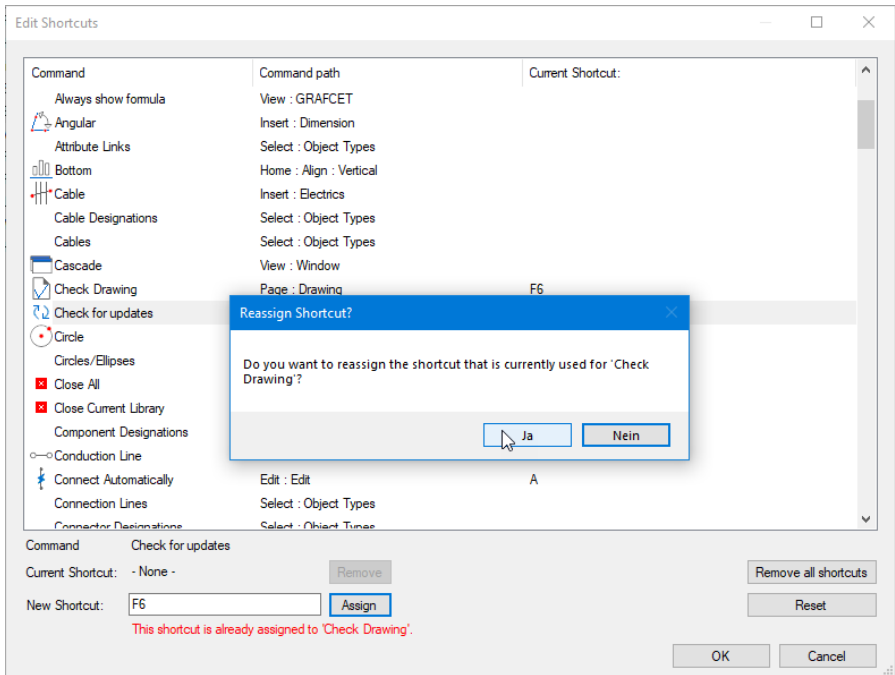 Edit Shortcuts
Command Command path Current Shortcut:
Always show formula View : GRAFCET
Angular Insert : Dimension
Attribute Links Select : Object Types
Bottom Home : Align : Vertical
Cable Insert : Electrics
Cable Designations Select : Object Types
Cables Select : Object Types
Cascade View : Window
Check Drawing Page : Drawing F6
Check for updates
Reassign Shortcut?
Circle
Circles/Ellipses
Do you want to reassign the shortcut that is currently used for 'Check
Drawing'?
Close All
Close Current Library
Component Designations
Ja Nein
Conduction Line
Connect Automatically Edit : Edit A
Connection Lines Select : Object Types
Connector Designations Select : Object Types
Command Check for updates
Current Shortcut: - None - Remove Remove all shortcuts
New Shortcut: F6 Assign Reset
This shortcut is already assigned to 'Check Drawing'.
OK Cancel